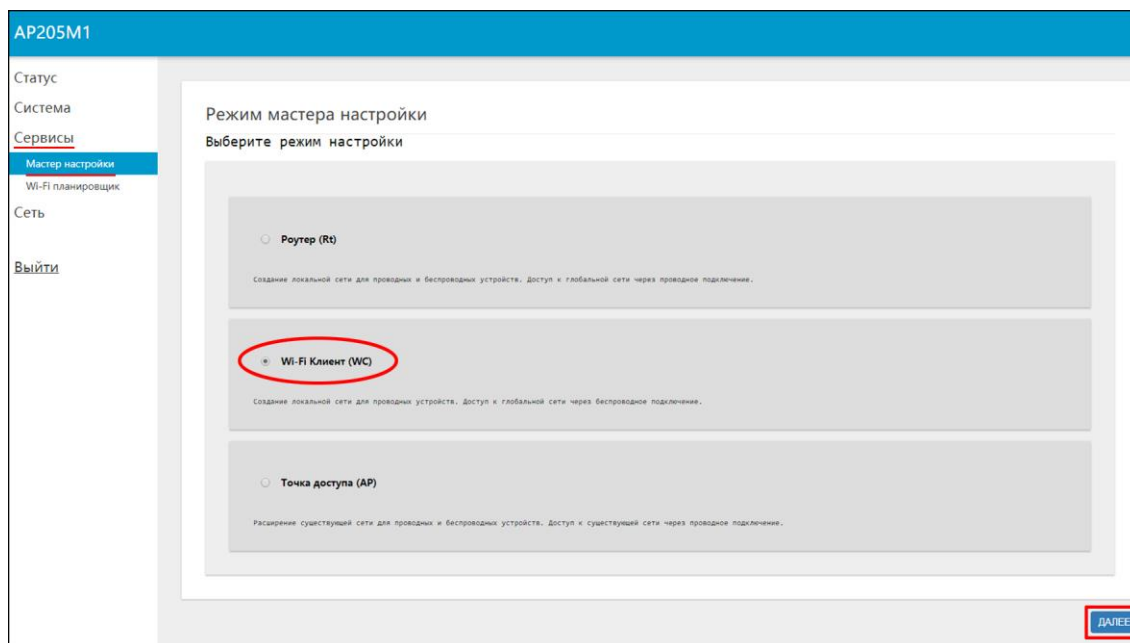 AP205M1
Статус
Система
Сервисы
Мастер настройки
Wi-Fi планировщик
Сеть
Выйти
Режим мастера настройки
Выберите режим настройки
Роутер (Rt)
Создание локальной сети для проводных и беспроводных устройств. Доступ к глобальной сети через проводное подключение.
Wi-Fi Клиент (WC)
Создание локальной сети для проводных устройств. Доступ к глобальной сети через беспроводное подключение.
Точка доступа (AP)
Расширение существующей сети для проводных и беспроводных устройств. Доступ к существующей сети через проводное подключение.
ДАЛЕЕ